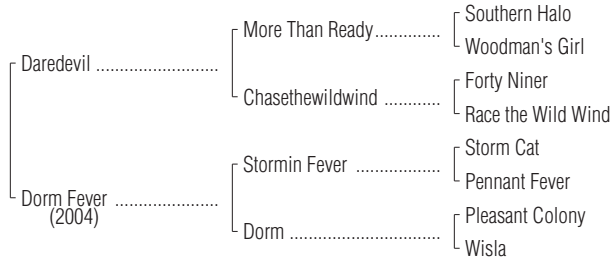 Southern Halo
More Than Ready..............
Woodman's Girl
Daredevil ..........................
Forty Niner
Chasethewildwind ............
Race the Wild Wind
Storm Cat
Stormin Fever ..................
Pennant Fever
Dorm Fever ......................
(2004)
Pleasant Colony
Dorm ................................
Wisla